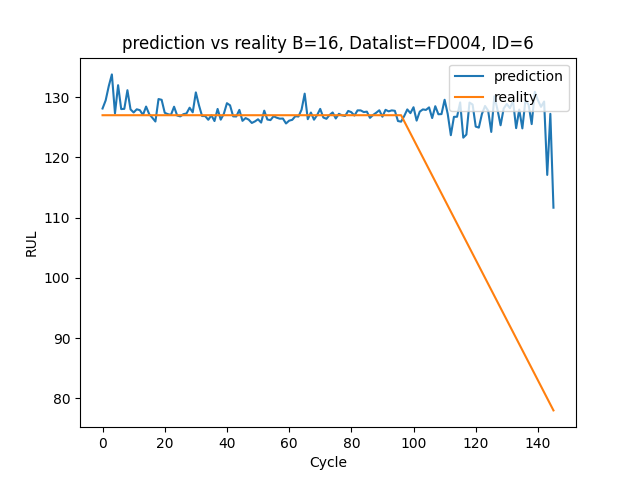 prediction vs reality B=16, Datalist=FD004, ID=6
prediction
reality
130
120
110
100
90
80
RUL
0 20 40 60 80 100 120 140
Cycle